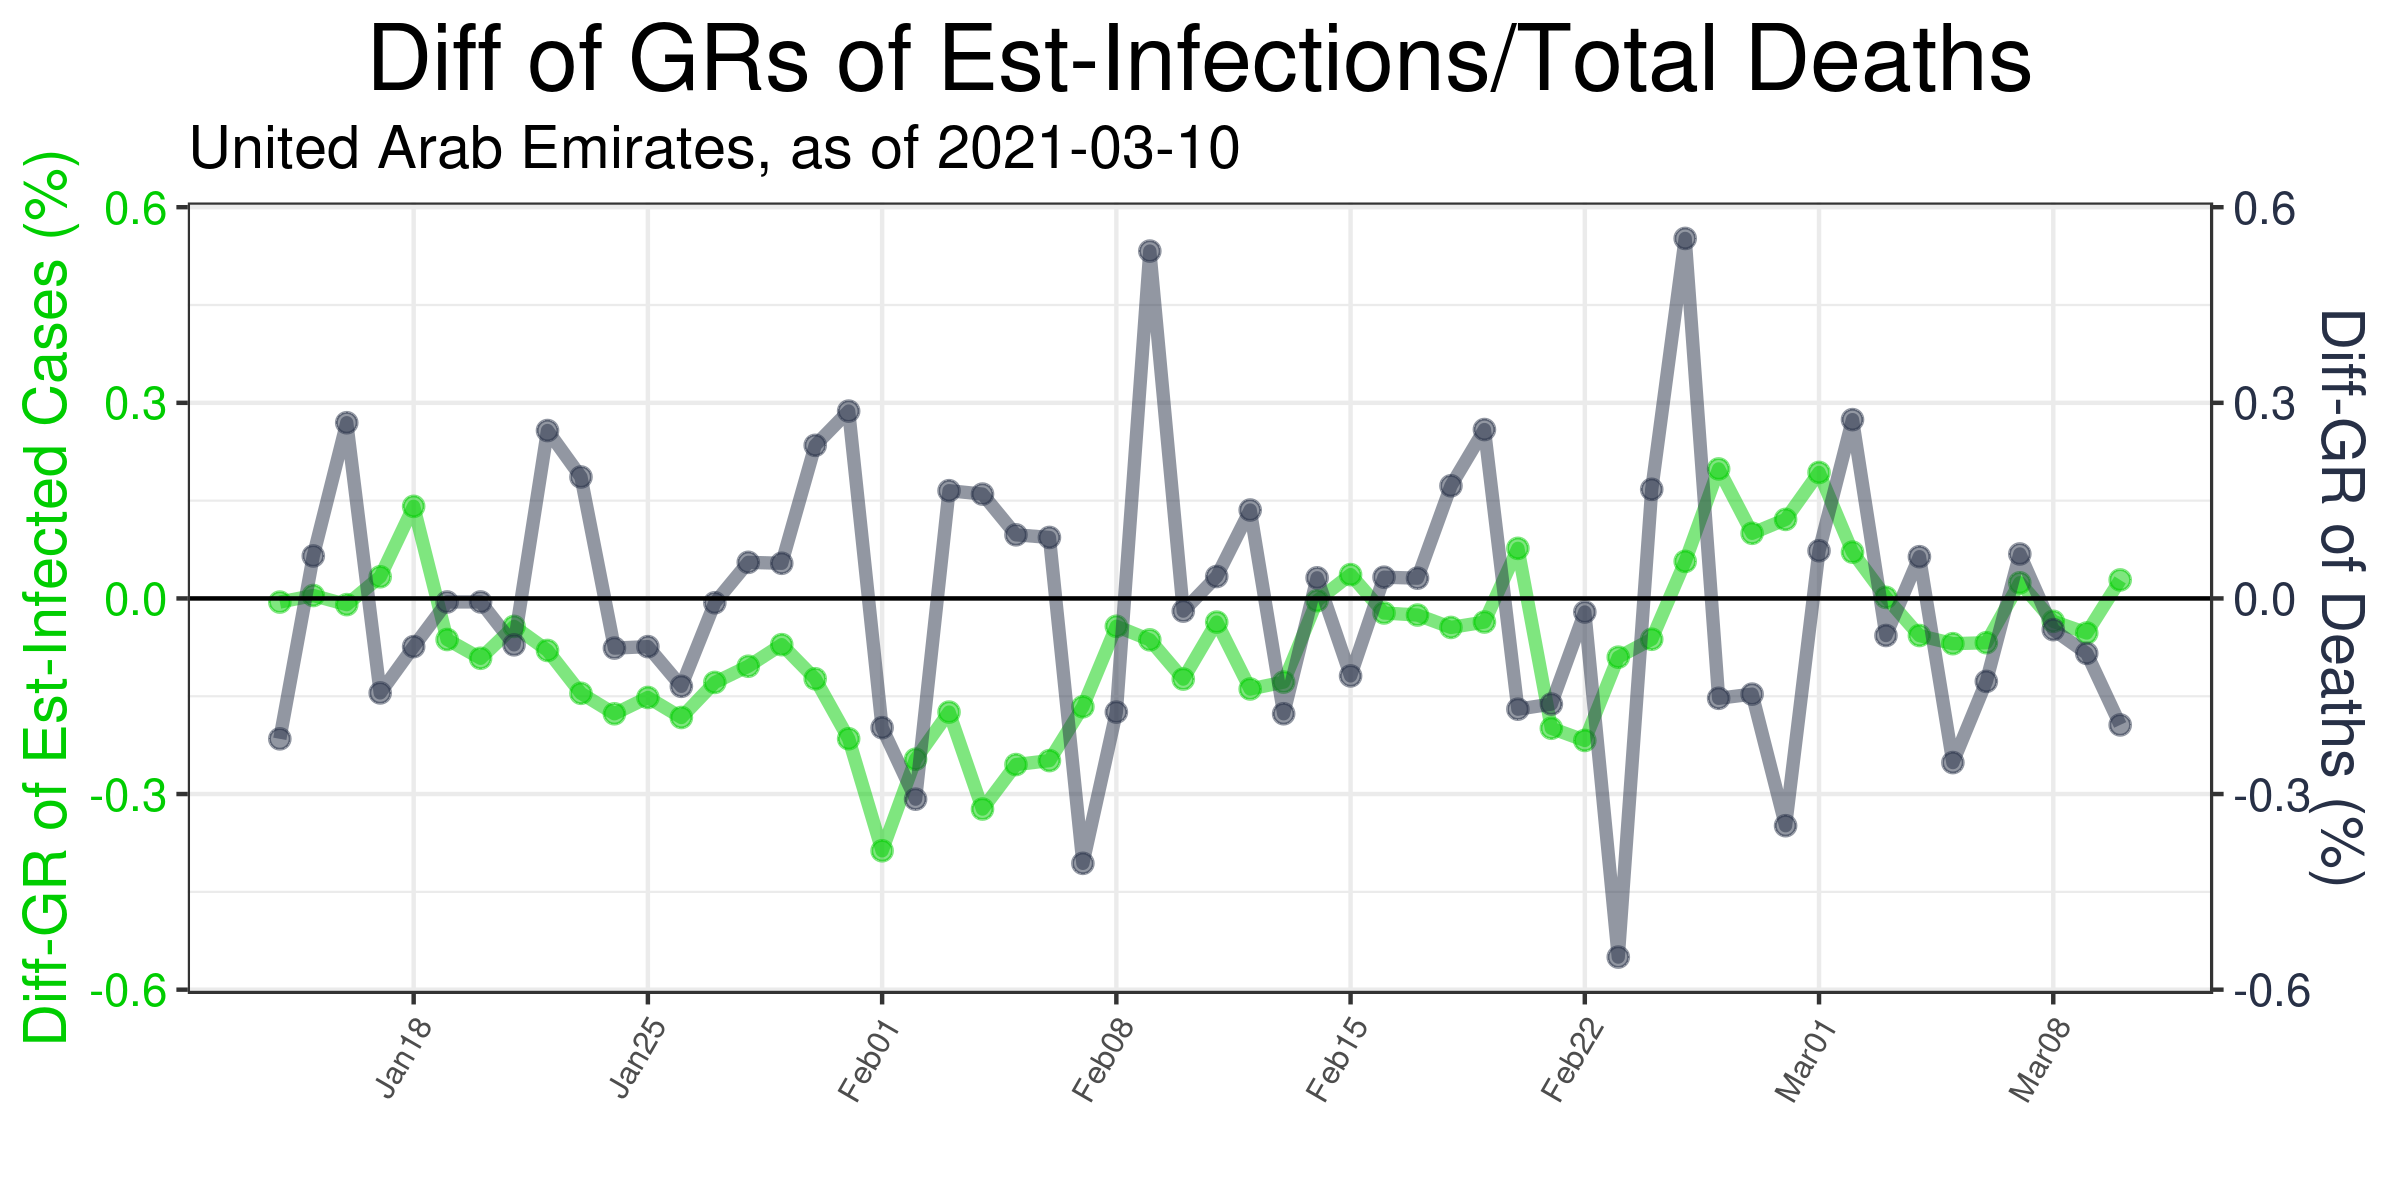 Diff of GRs of Est-Infections/Total Deaths
United Arab Emirates, as of 2021-03-10
Diff-GR of Est-Infected Cases (%)
0.6
0.3
0.0
-0.3
-0.6
0.6
0.3
0.0
-0.3
-0.6
Diff-GR of Deaths (%)
Jan18
Jan25
Feb01
Feb08
Feb15
Feb22
Mar01
Mar08